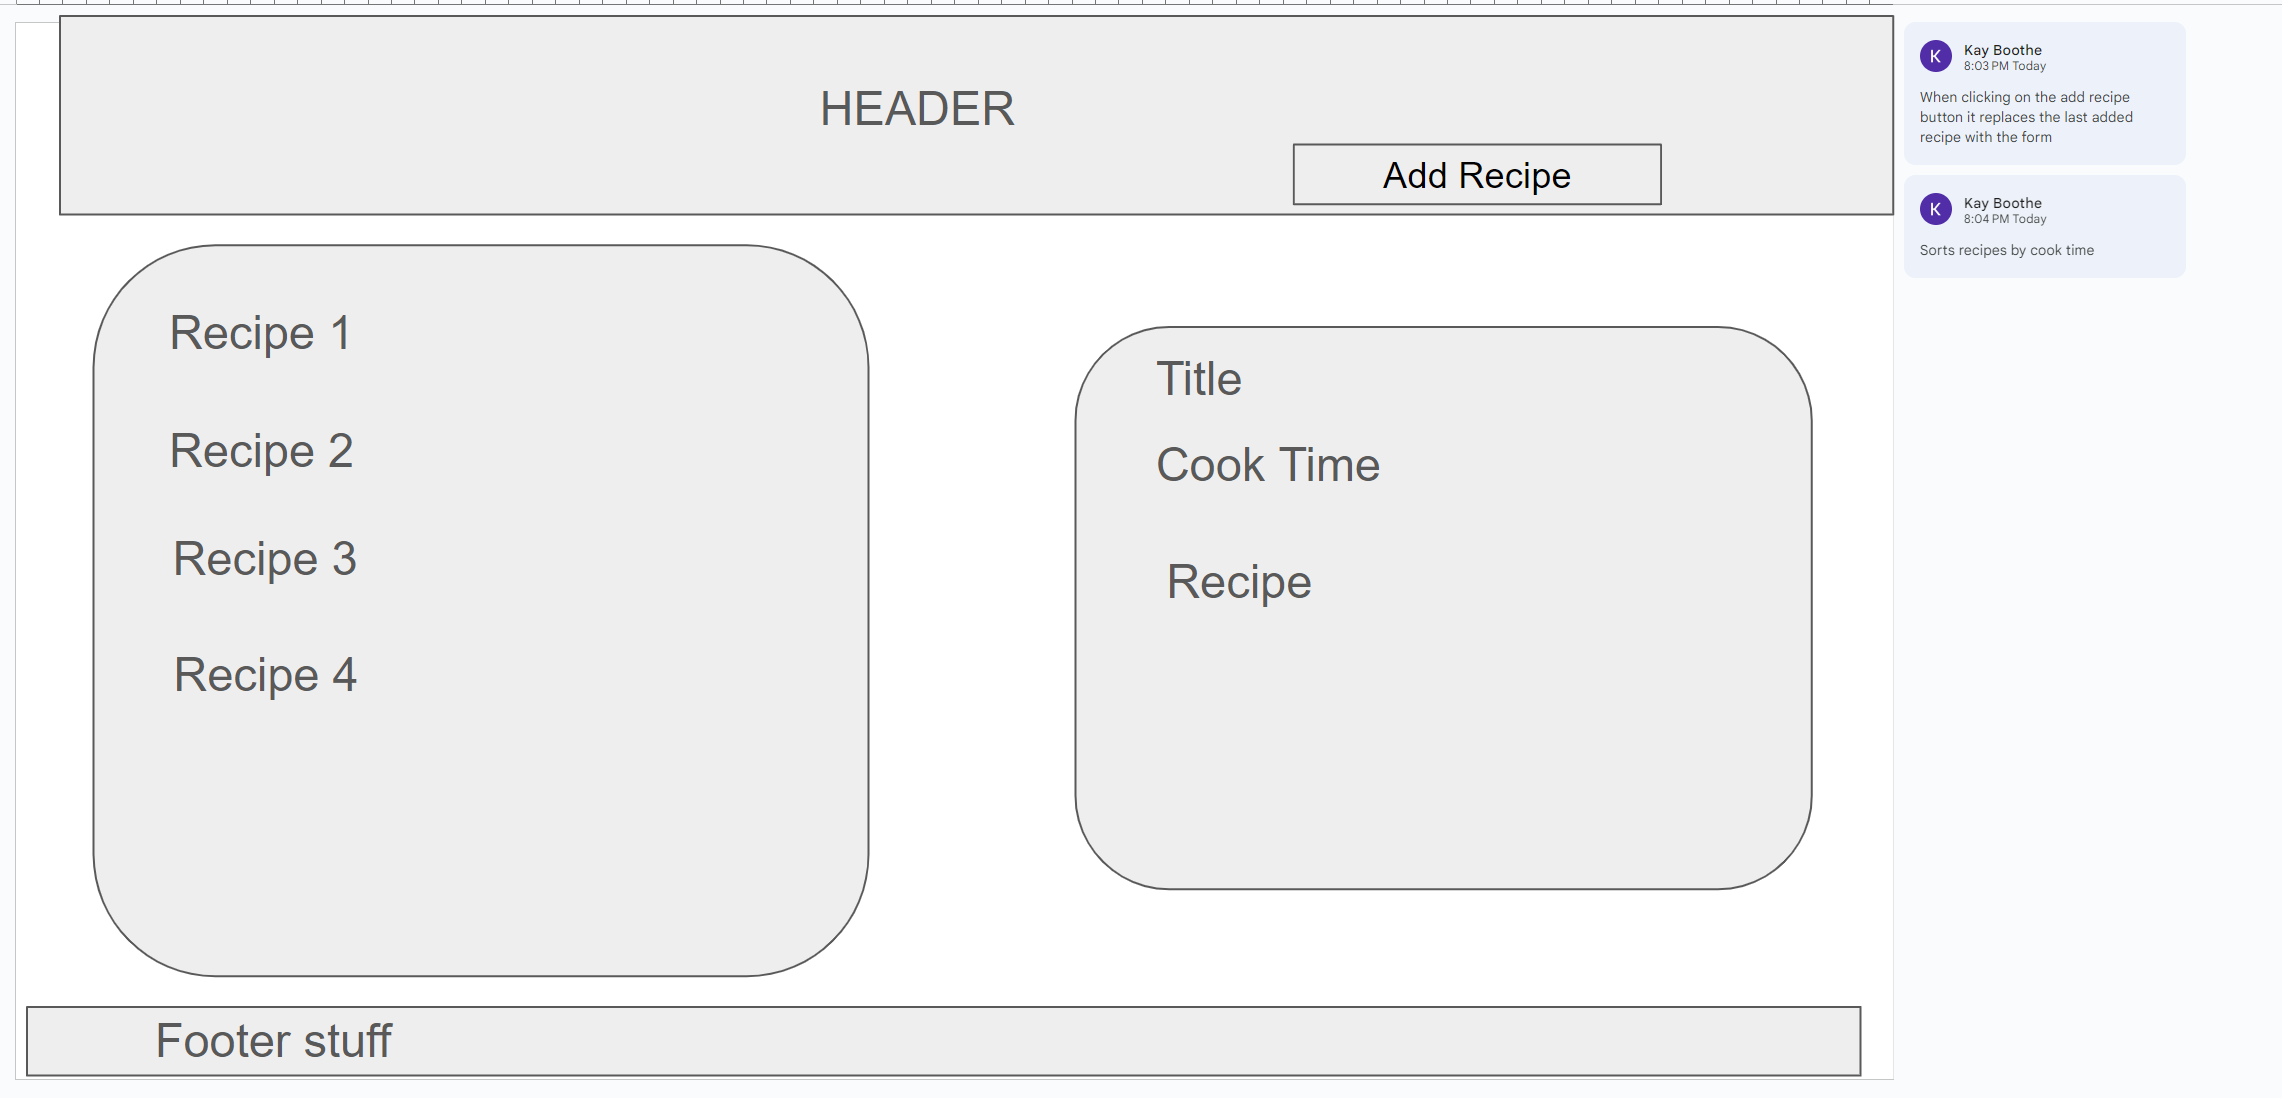 HEADER
Add Recipe
Recipe 1
Recipe 2
Recipe 3
Recipe 4
Title
Cook Time
Recipe
Footer stuff
K
Kay Boothe
8:03 PM Today
When clicking on the add recipe
button it replaces the last added
recipe with the form
K
Kay Boothe
8:04 PM Today
Sorts recipes by cook time